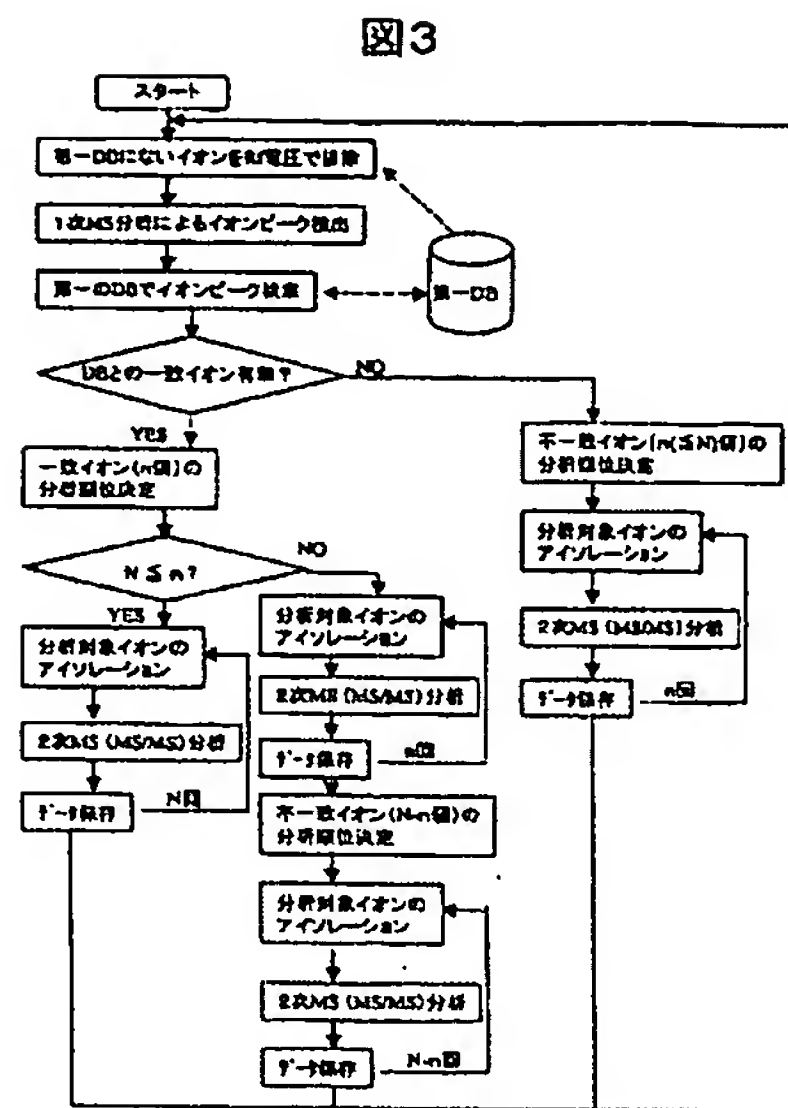 図3
スタート
第一DBにないイオンをRf電圧で排除
1次MS分析によるイオンピーク検出
第一のDBでイオンピーク検索
第一DB
DBとの一致イオン有無?
NO
YES
一致イオン(n個)の
分析順位決定
N≦n?
NO
YES
分析対象イオンの
アイソレーション
2次MS (MS/MS)分析
データ保存
N回
分析対象イオンの
アイソレーション
2次MS (MS/MS)分析
データ保存
n回
不一致イオン(N-n個)の
分析順位決定
分析対象イオンの
アイソレーション
2次MS (MS/MS)分析
データ保存
N-n回
不一致イオン[n(≦N)個]の
分析順位決定
分析対象イオンの
アイソレーション
2次MS (MS/MS)分析
データ保存
n回